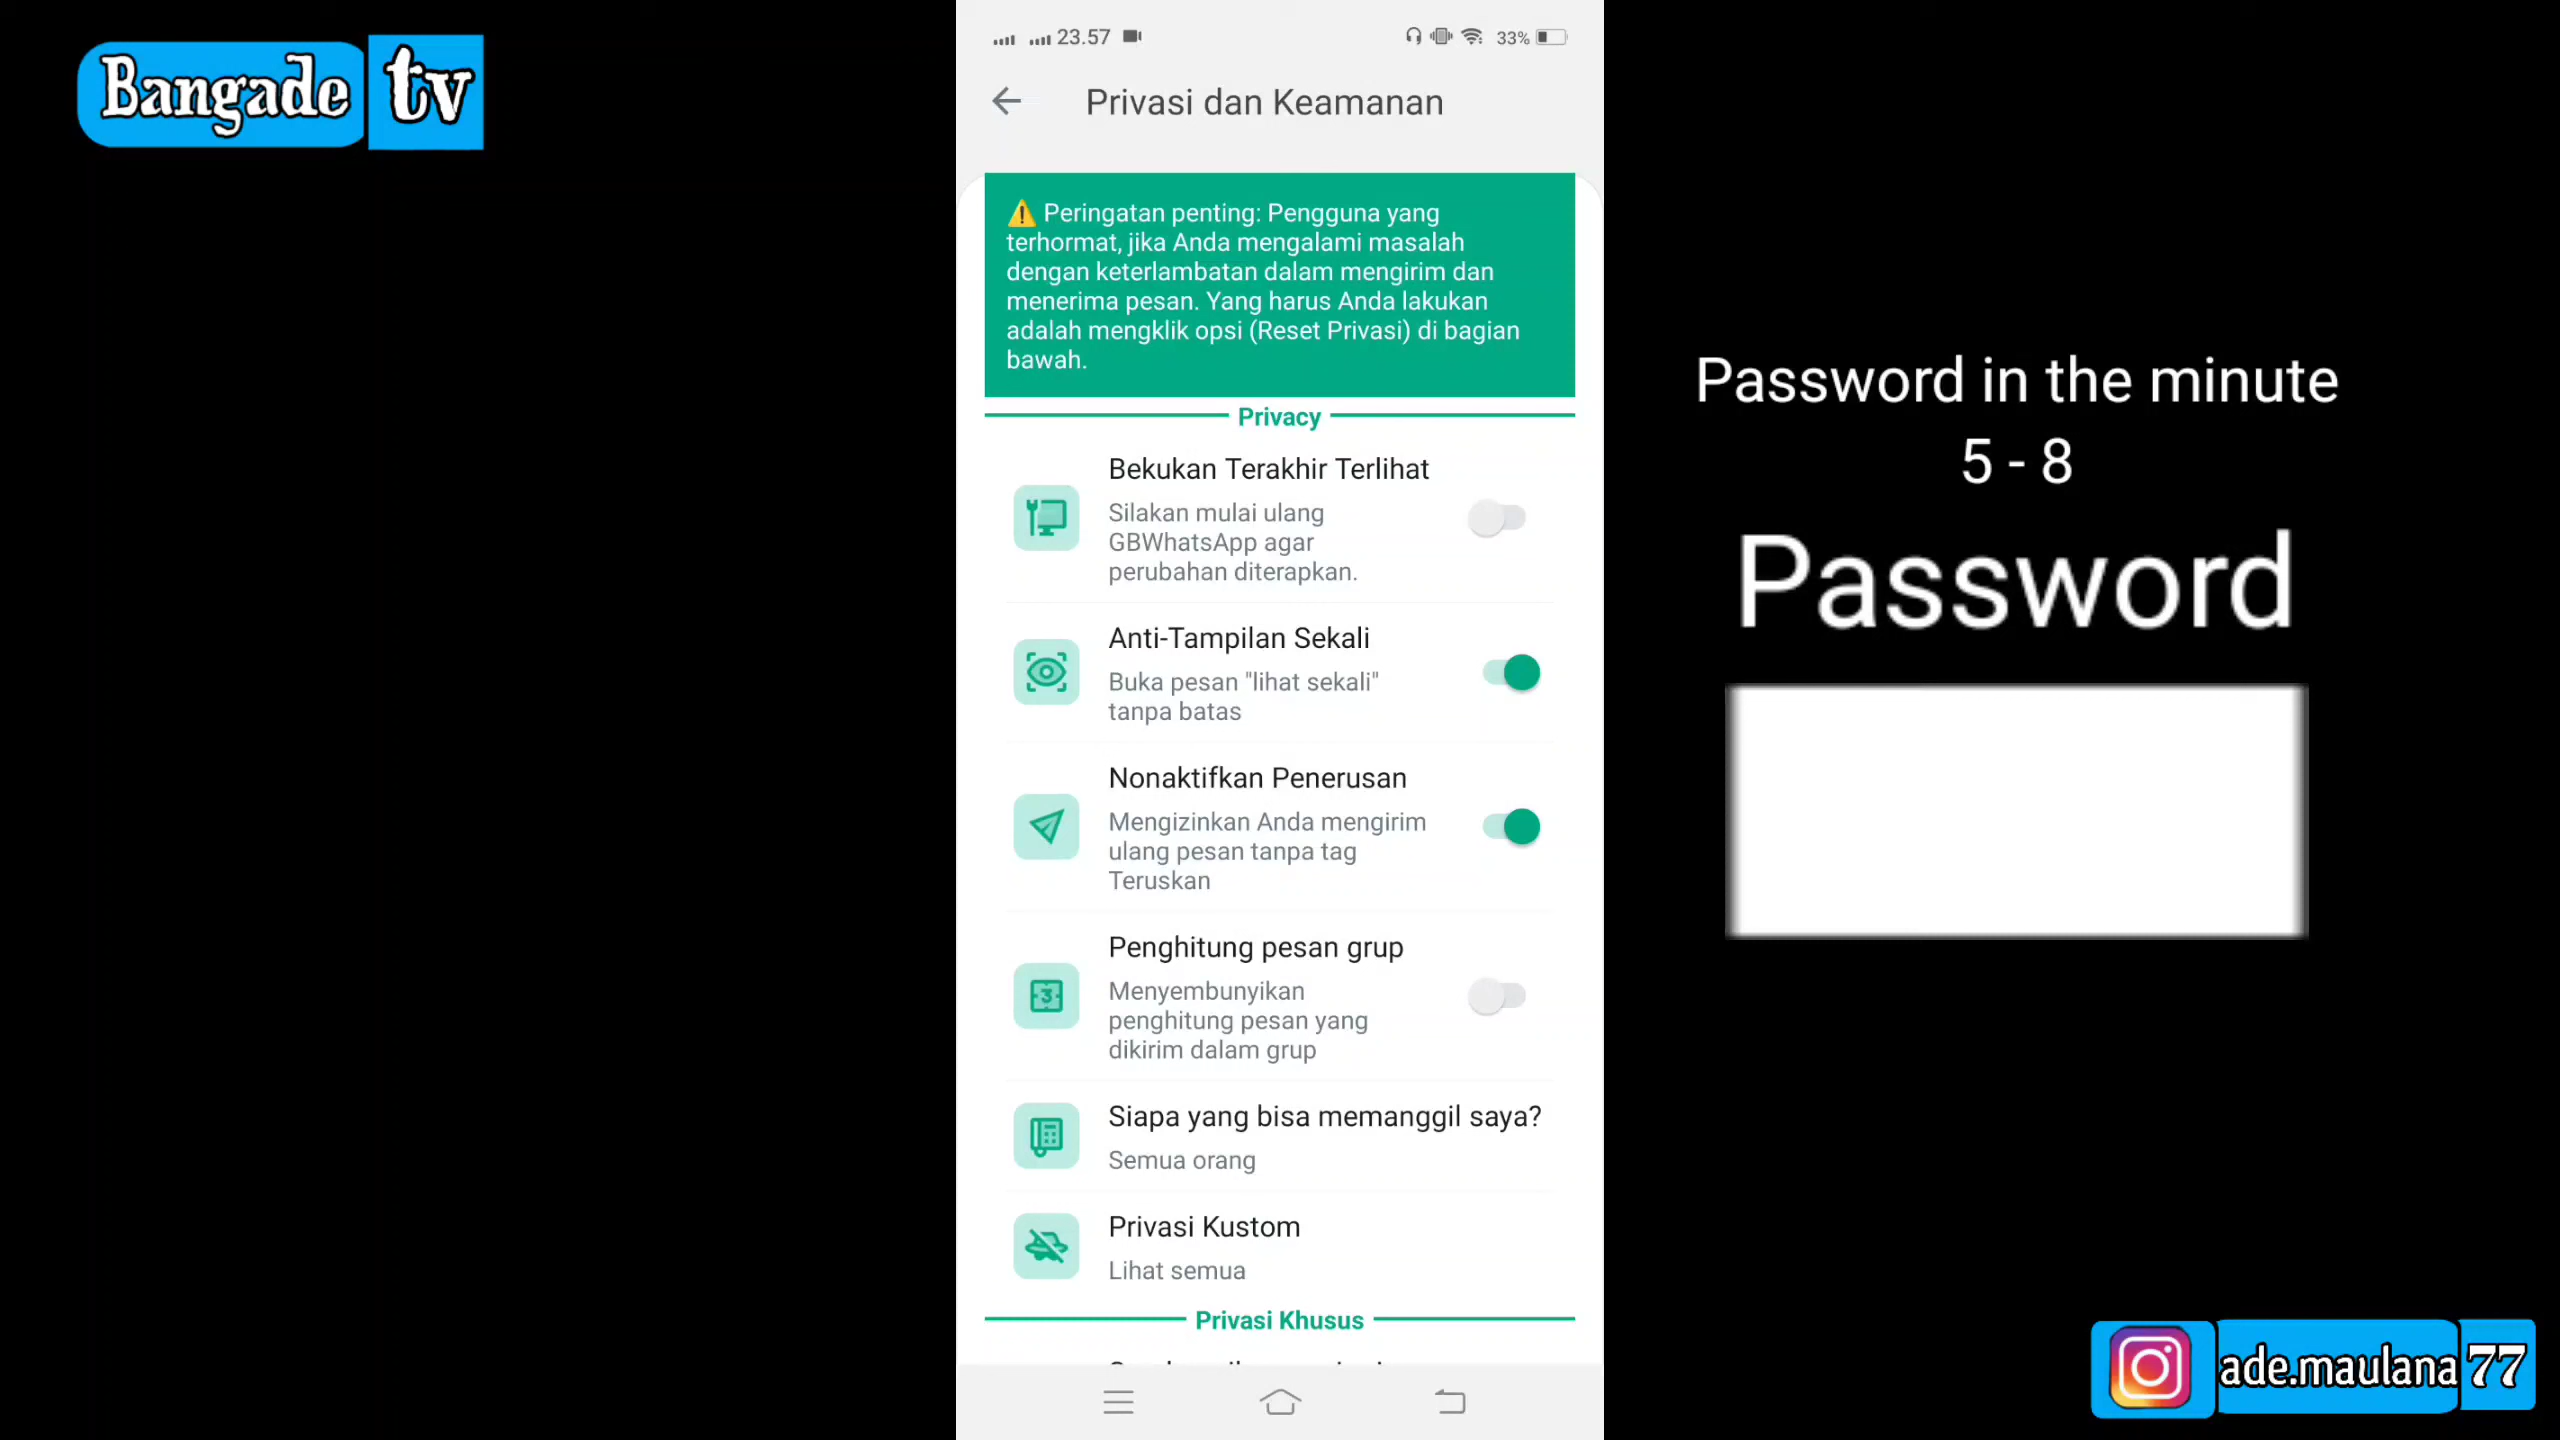 Bangade tv
23.57
33%
Privasi dan Keamanan
⚠️ Peringatan penting: Pengguna yang
terhormat, jika Anda mengalami masalah
dengan keterlambatan dalam mengirim dan
menerima pesan. Yang harus Anda lakukan
adalah mengklik opsi (Reset Privasi) di bagian
bawah.
Privacy
Bekukan Terakhir Terlihat
Silakan mulai ulang
GBWhatsApp agar
perubahan diterapkan.
Anti-Tampilan Sekali
Buka pesan "lihat sekali"
tanpa batas
Nonaktifkan Penerusan
Mengizinkan Anda mengirim
ulang pesan tanpa tag
Teruskan
Penghitung pesan grup
3
Menyembunyikan
penghitung pesan yang
dikirim dalam grup
Siapa yang bisa memanggil saya?
Semua orang
Privasi Kustom
Lihat semua
Privasi Khusus
Password in the minute
5 - 8
Password
ade.maulana 77